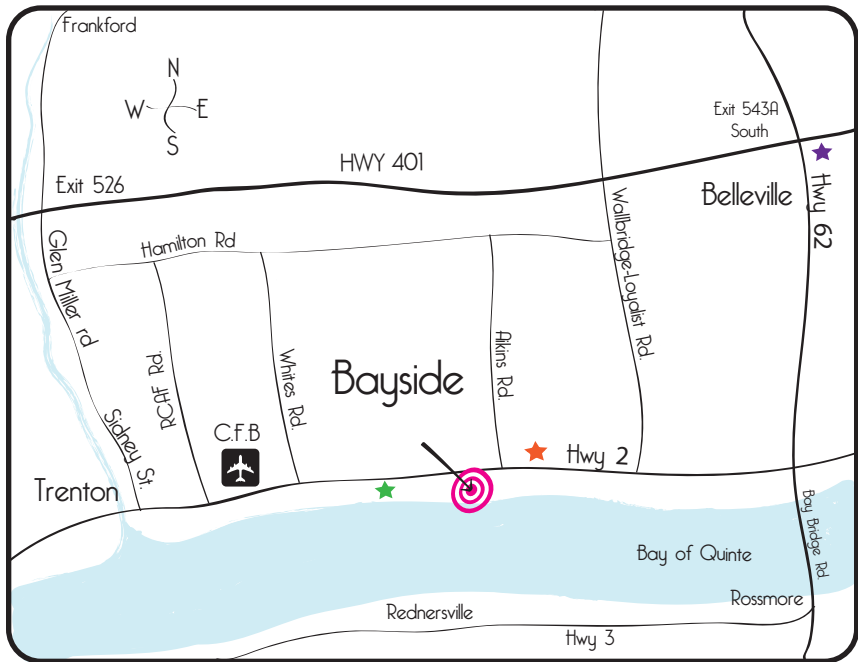 Frankford
N
W
E
S
Exit 543A
South
HWY 401
Exit 526
Belleville
Hwy 62
Glen Miller rd
Hamilton Rd
Wallbridge-Loyalist Rd.
RCAF Rd.
Whites Rd.
Aikins Rd.
Bayside
Sidney St.
C.F.B
Hwy 2
Trenton
Bay Bridge Rd.
Bay of Quinte
Rossmore
Rednersville
Hwy 3